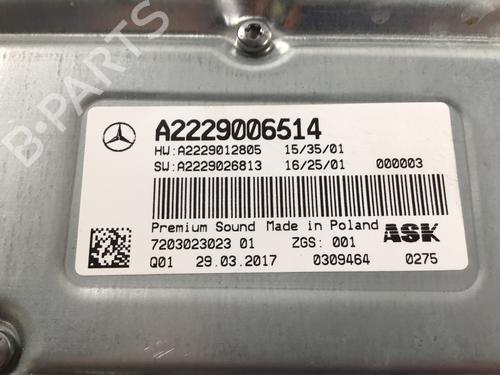 B-PARTS
A2229006514
HW:A2229012805 15/35/01
SW:A2229026813 16/25/01 000003
Premium Sound Made in Poland
7203023023 01 ZGS: 001 ASK
Q01 29.03.2017 0309464 0275